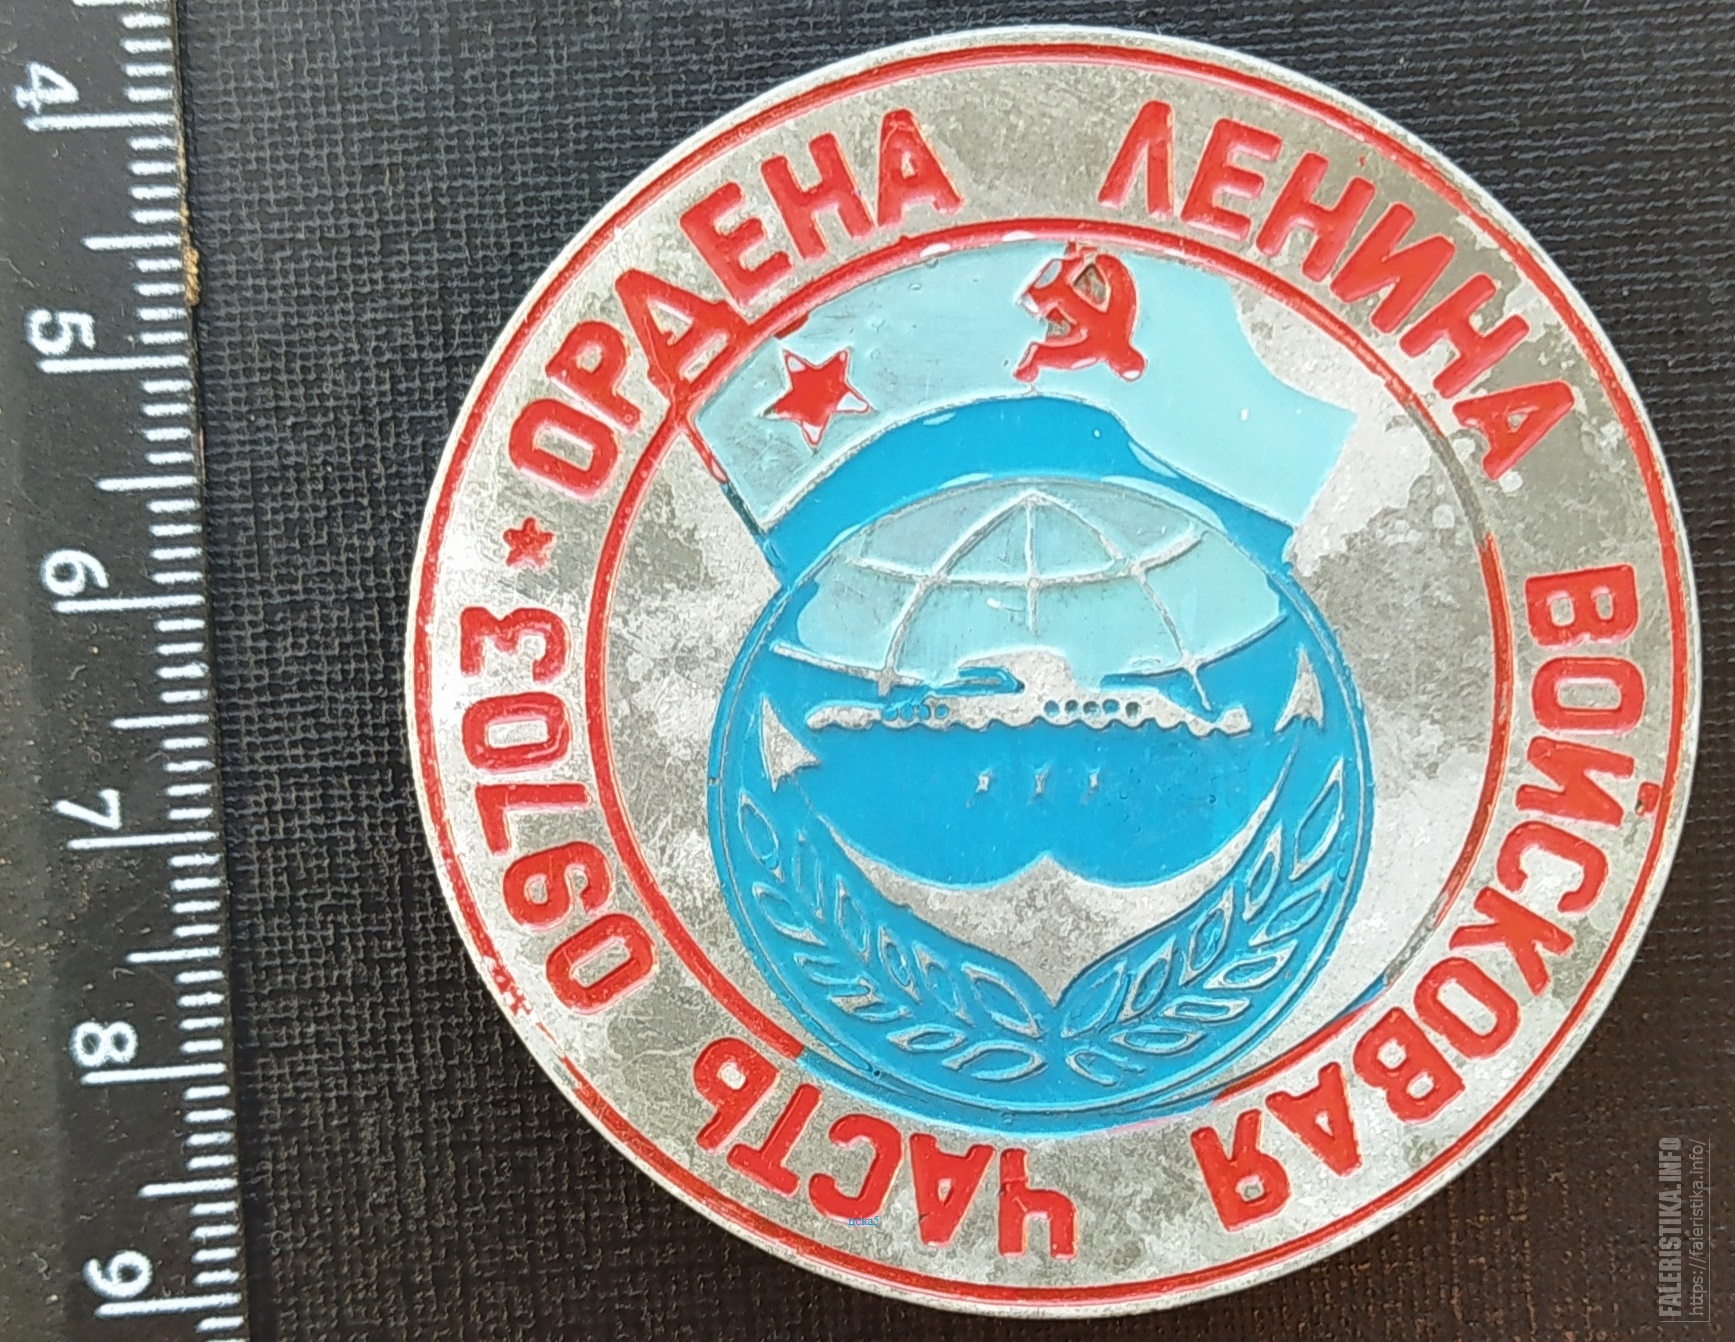 4
5
6
7
8
9
ОРДЕНА ЛЕНИНА ВОЙСКОВАЯ ЧАСТЬ 09703
FALERISTIKA.INFO
https://faleristika.info/